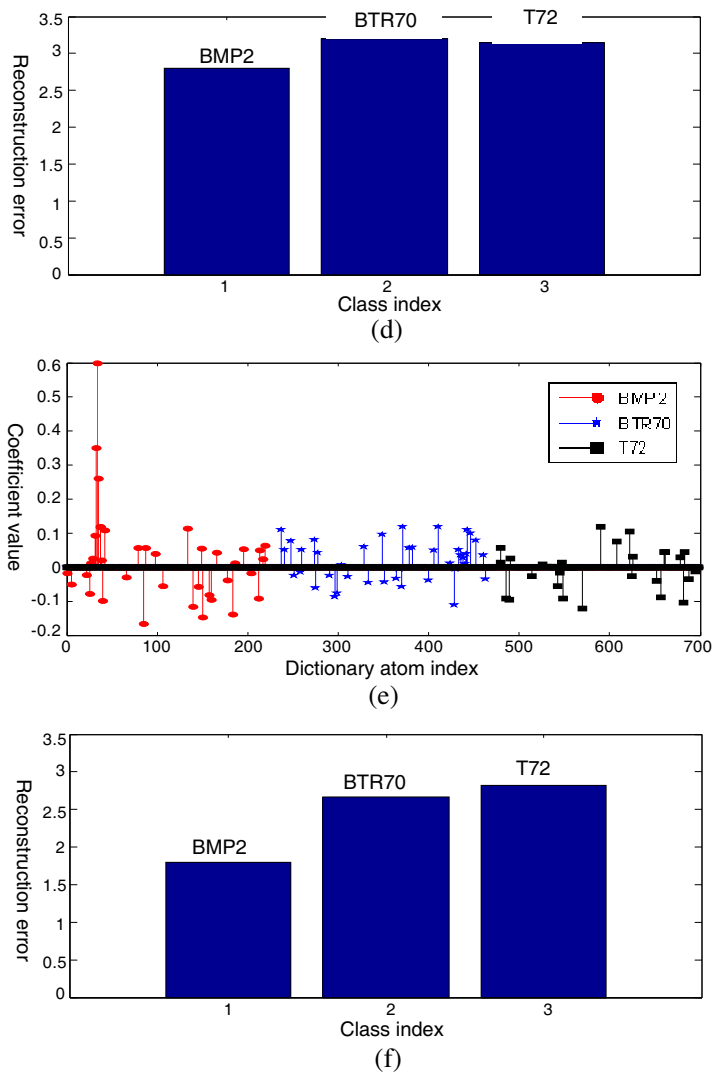 3.5
3
2.5
2
1.5
1
0.5
0
Reconstruction error
BMP2
BTR70
T72
1
2
3
Class index
(d)
0.6
0.5
0.4
0.3
0.2
0.1
0
-0.1
-0.2
Coefficient value
BMP2
BTR70
T72
0
100
200
300
400
500
600
700
Dictionary atom index
(e)
3.5
3
2.5
2
1.5
1
0.5
0
Reconstruction error
BMP2
BTR70
T72
1
2
3
Class index
(f)